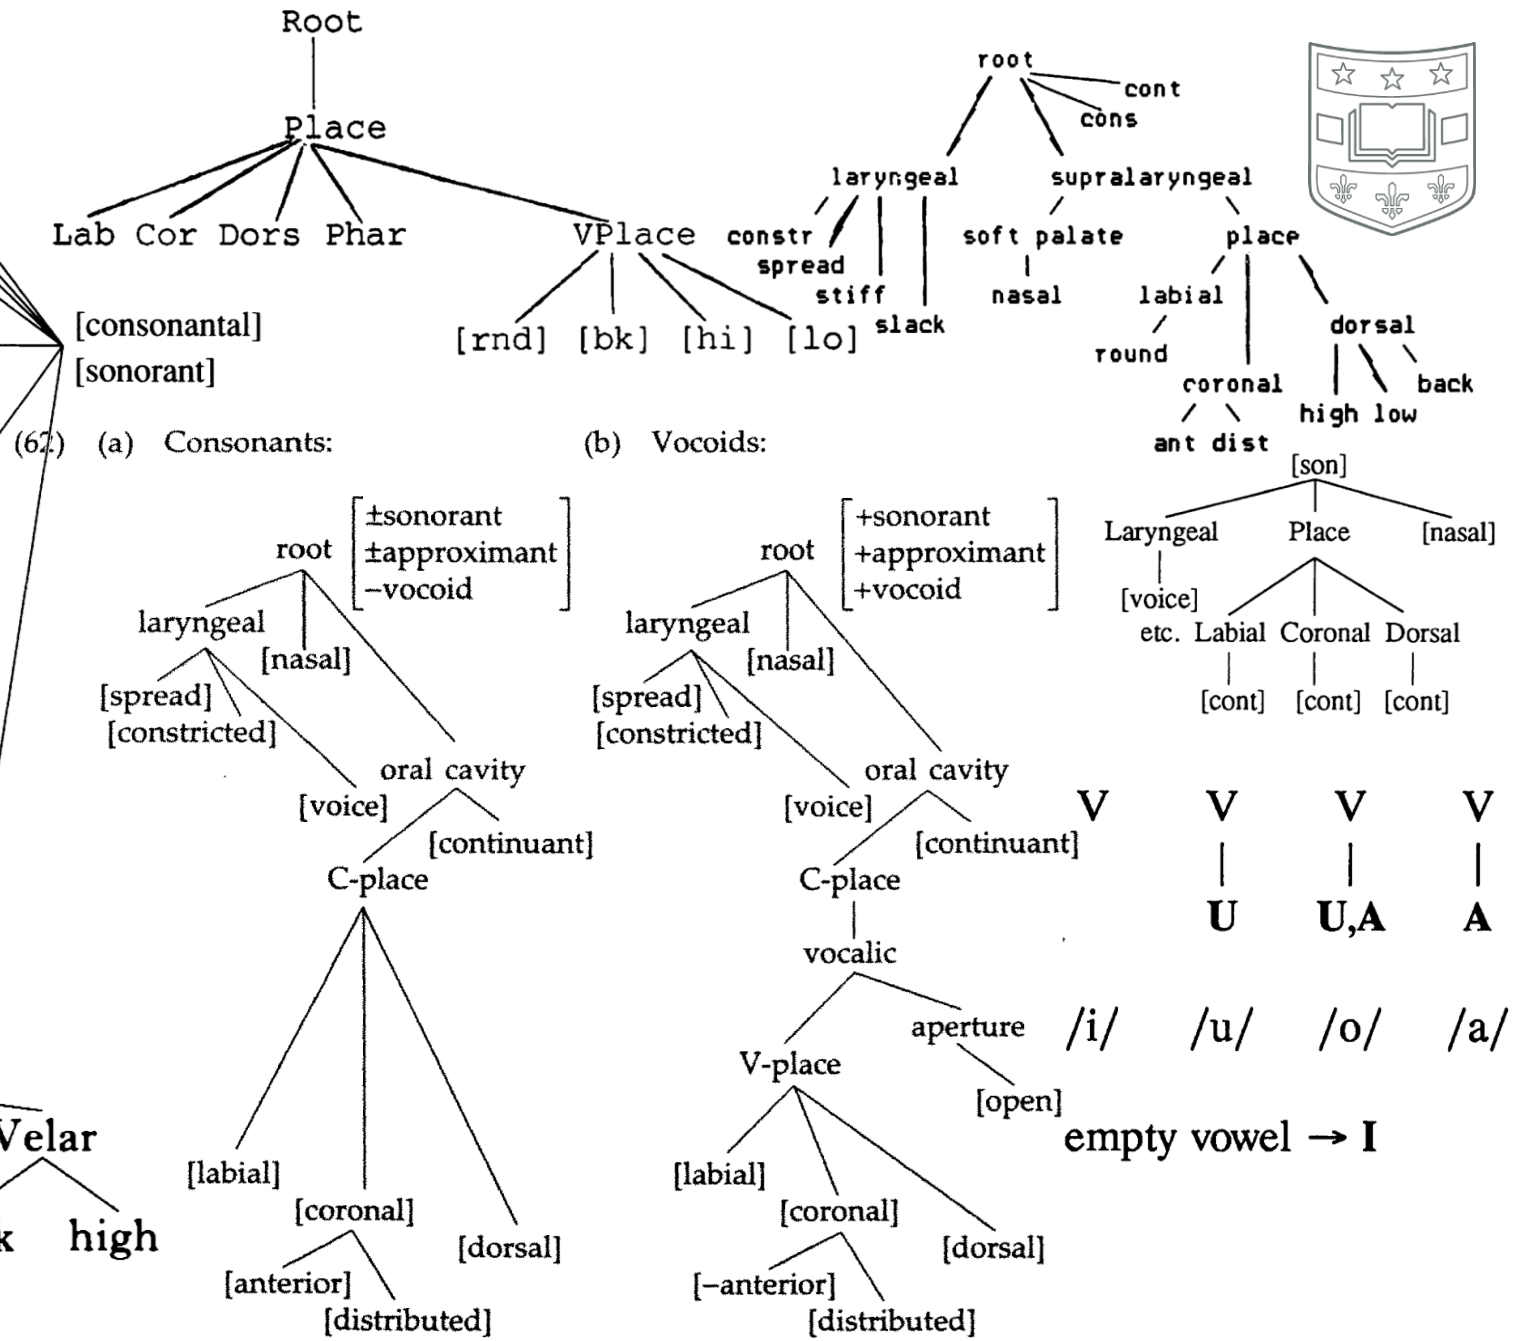 Root
Place
Lab Cor Dors Phar
VPlace
[rnd] [bk] [hi] [lo]
[consonantal]
[sonorant]
root
cont
cons
laryngeal
supralaryngeal
constr
spread
stiff
slack
soft palate
nasal
place
labial
round
coronal
ant dist
dorsal
high low
back
(62) (a) Consonants:
root
±sonorant
±approximant
−vocoid
laryngeal
[nasal]
[spread]
[constricted]
oral cavity
[voice]
[continuant]
C-place
[labial]
[coronal]
[dorsal]
[anterior]
[distributed]
(b) Vocoids:
root
+sonorant
+approximant
+vocoid
laryngeal
[nasal]
[spread]
[constricted]
oral cavity
[voice]
[continuant]
C-place
vocalic
aperture
V-place
[open]
[labial]
[coronal]
[dorsal]
[−anterior]
[distributed]
[son]
Laryngeal Place [nasal]
[voice]
etc. Labial Coronal Dorsal
[cont] [cont] [cont]
V V V V
U U,A A
/i/ /u/ /o/ /a/
empty vowel → I
Velar
k high